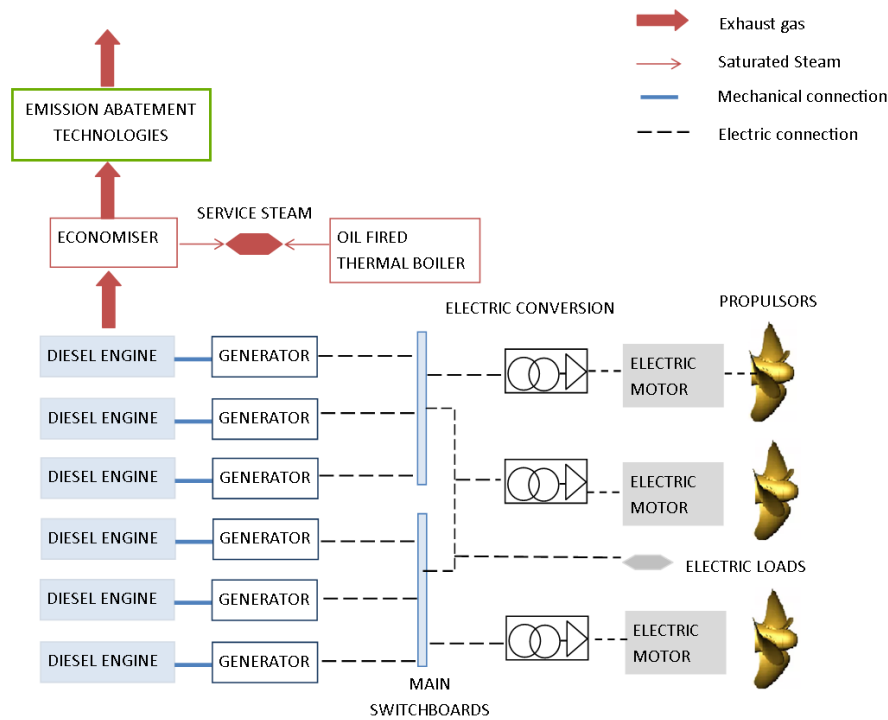 Exhaust gas
Saturated Steam
Mechanical connection
Electric connection
EMISSION ABATEMENT
TECHNOLOGIES
SERVICE STEAM
ECONOMISER
OIL FIRED
THERMAL BOILER
ELECTRIC CONVERSION
PROPULSORS
DIESEL ENGINE
GENERATOR
ELECTRIC
MOTOR
DIESEL ENGINE
GENERATOR
DIESEL ENGINE
GENERATOR
ELECTRIC
MOTOR
DIESEL ENGINE
GENERATOR
ELECTRIC LOADS
DIESEL ENGINE
GENERATOR
DIESEL ENGINE
GENERATOR
ELECTRIC
MOTOR
MAIN
SWITCHBOARDS